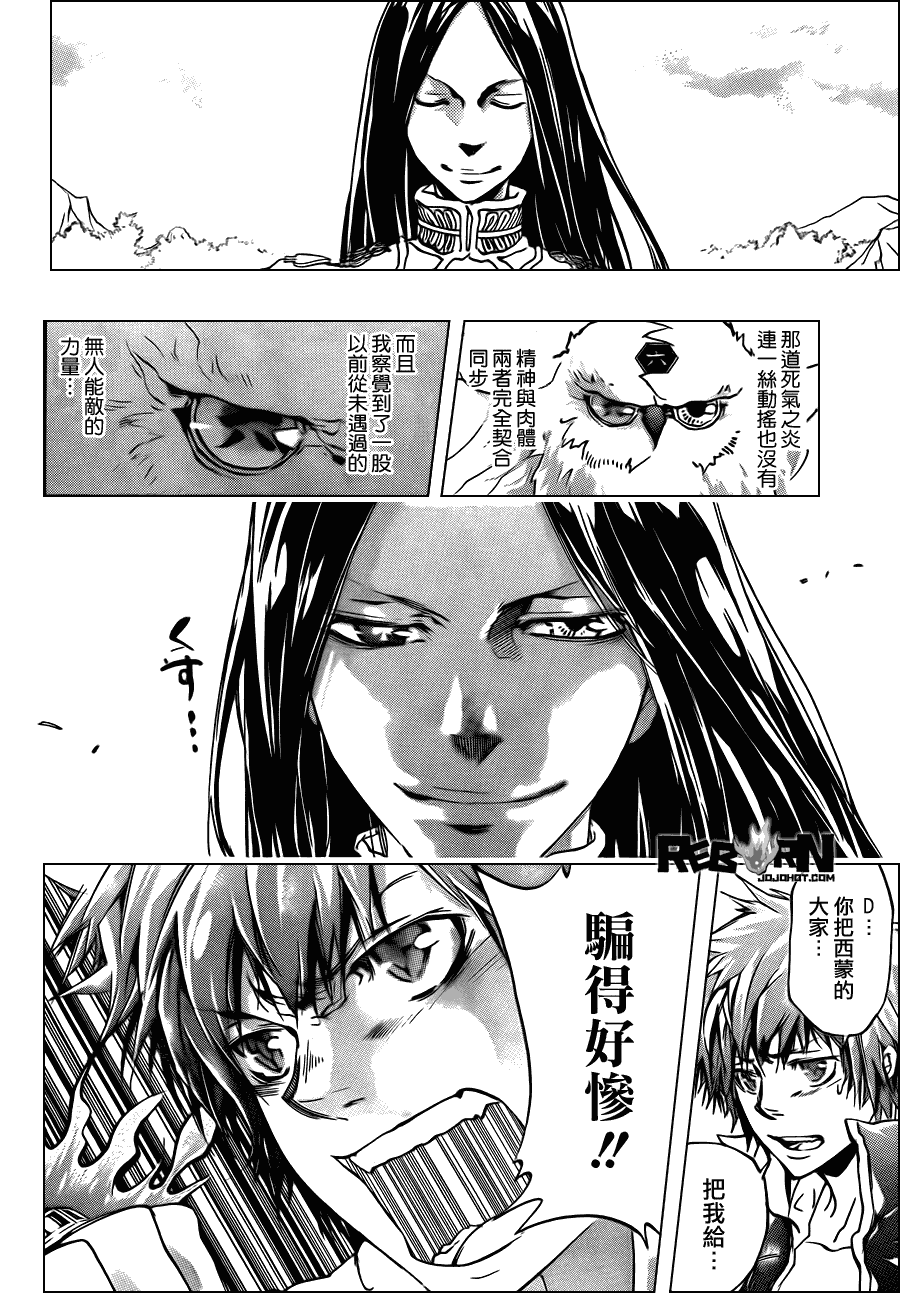 那道死氣之炎
連一絲動搖也沒有
六
精神與肉體
兩者完全契合
同步
而且
我察覺到了一股
以前從未遇過的
無人能敵的
力量…
くす…
REBORN
JOJOHOT.COM
D…
你把西蒙的
大家…
把我給…
騙得好慘!!